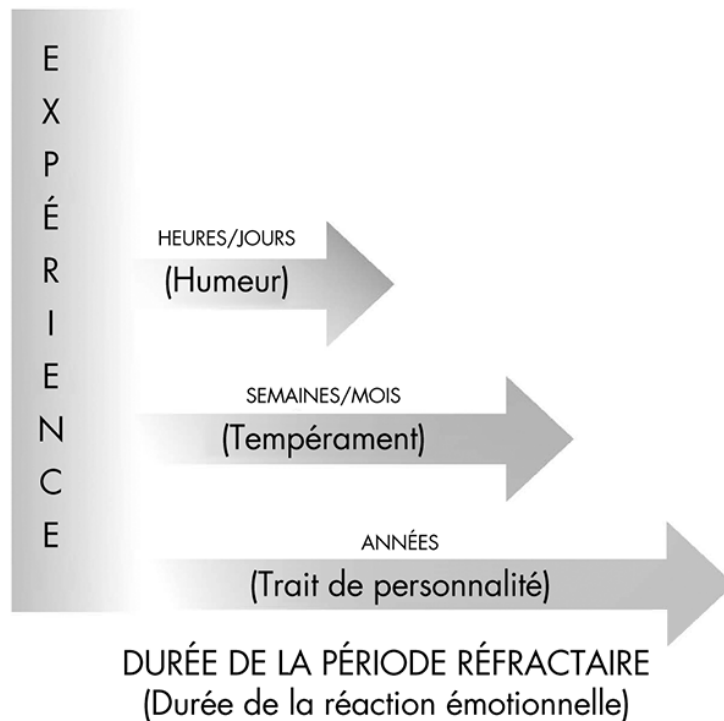 EXPÉRIENCE
HEURES/JOURS
(Humeur)
SEMAINES/MOIS
(Tempérament)
ANNÉES
(Trait de personnalité)
DURÉE DE LA PÉRIODE RÉFRACTAIRE
(Durée de la réaction émotionnelle)